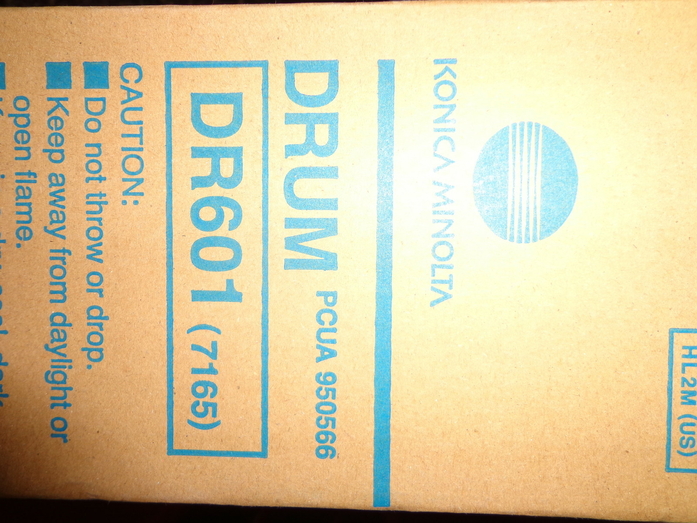 HL2M (US)
KONICA MINOLTA
DRUM PCUA 950566
DR601 (7165)
CAUTION:
■ Do not throw or drop.
■ Keep away from daylight or
open flame.